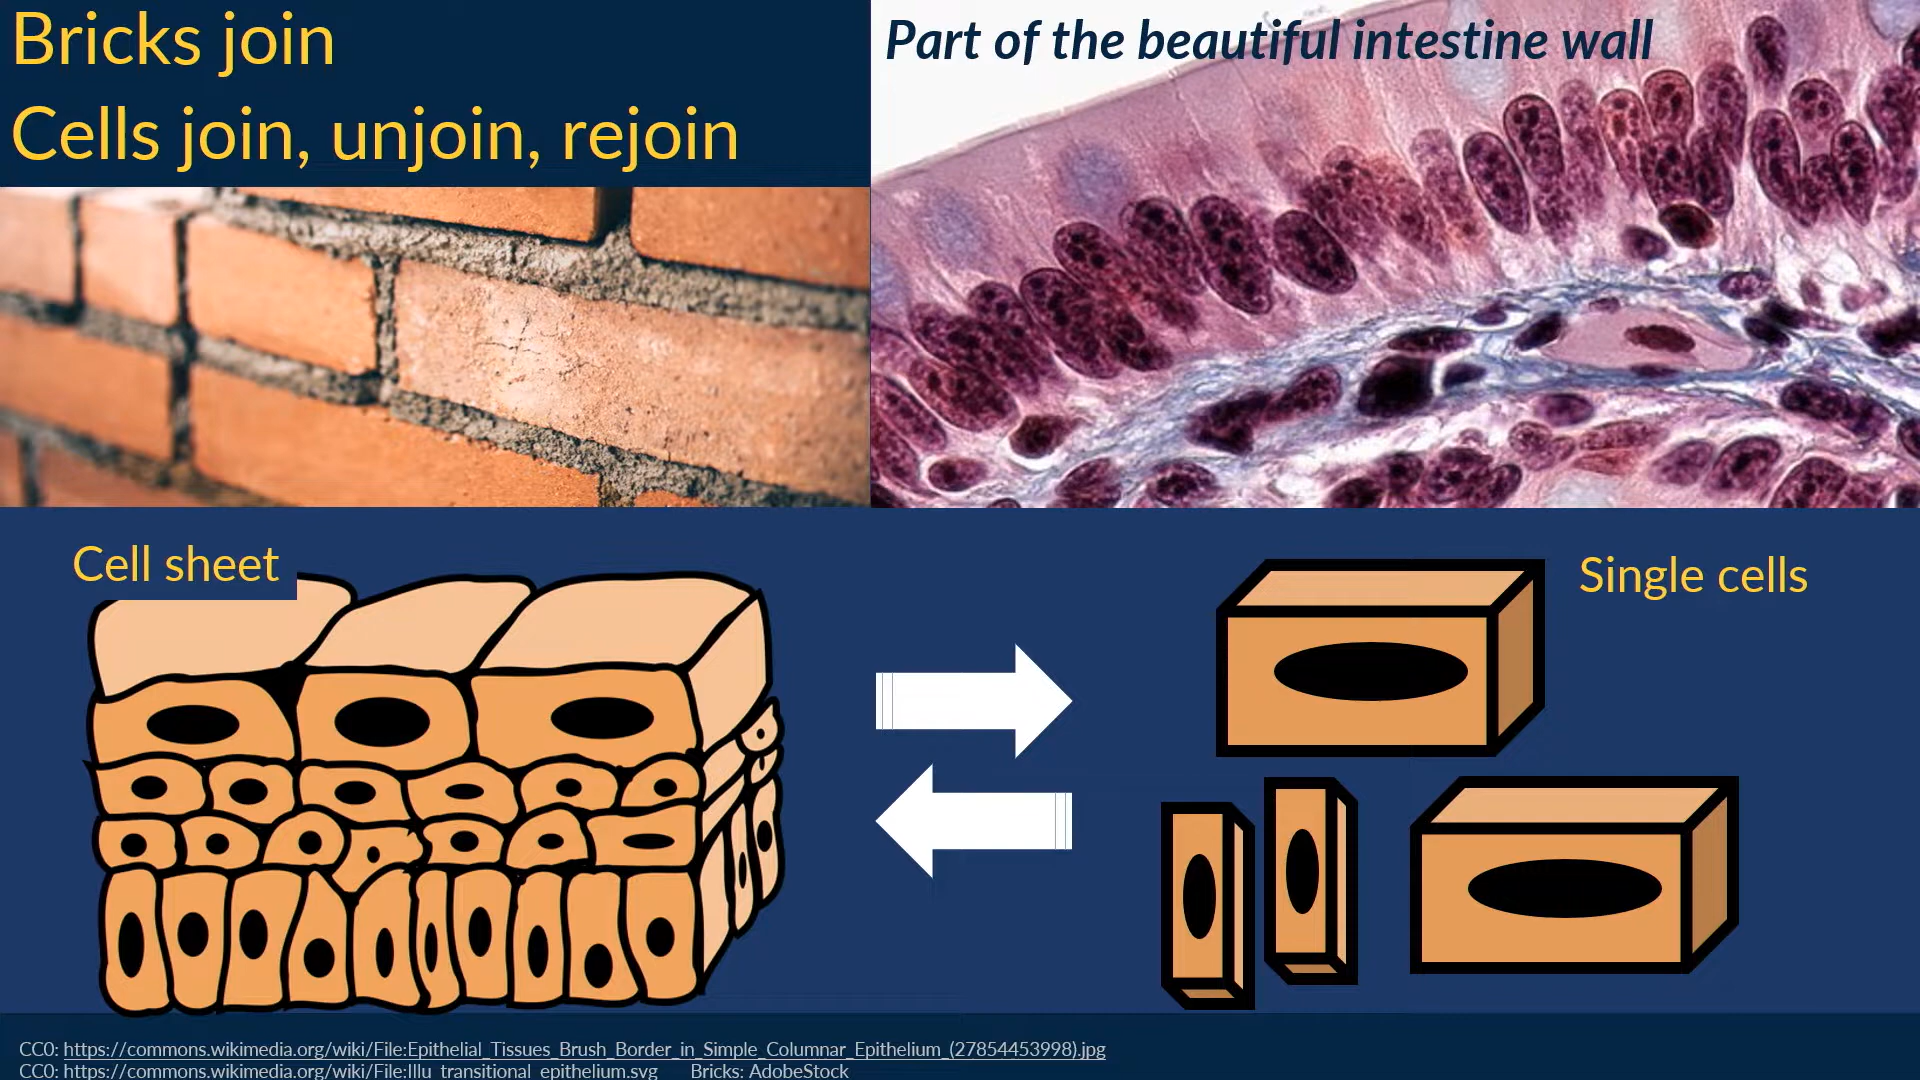 Bricks join
Cells join, unjoin, rejoin
Part of the beautiful intestine wall
Cell sheet
Single cells
CC0: https://commons.wikimedia.org/wiki/File:Epithelial_Tissues_Brush_Border_in_Simple_Columnar_Epithelium_(27854453998).jpg
CC0: https://commons.wikimedia.org/wiki/File:Illu_transitional_epithelium.svg Bricks: AdobeStock